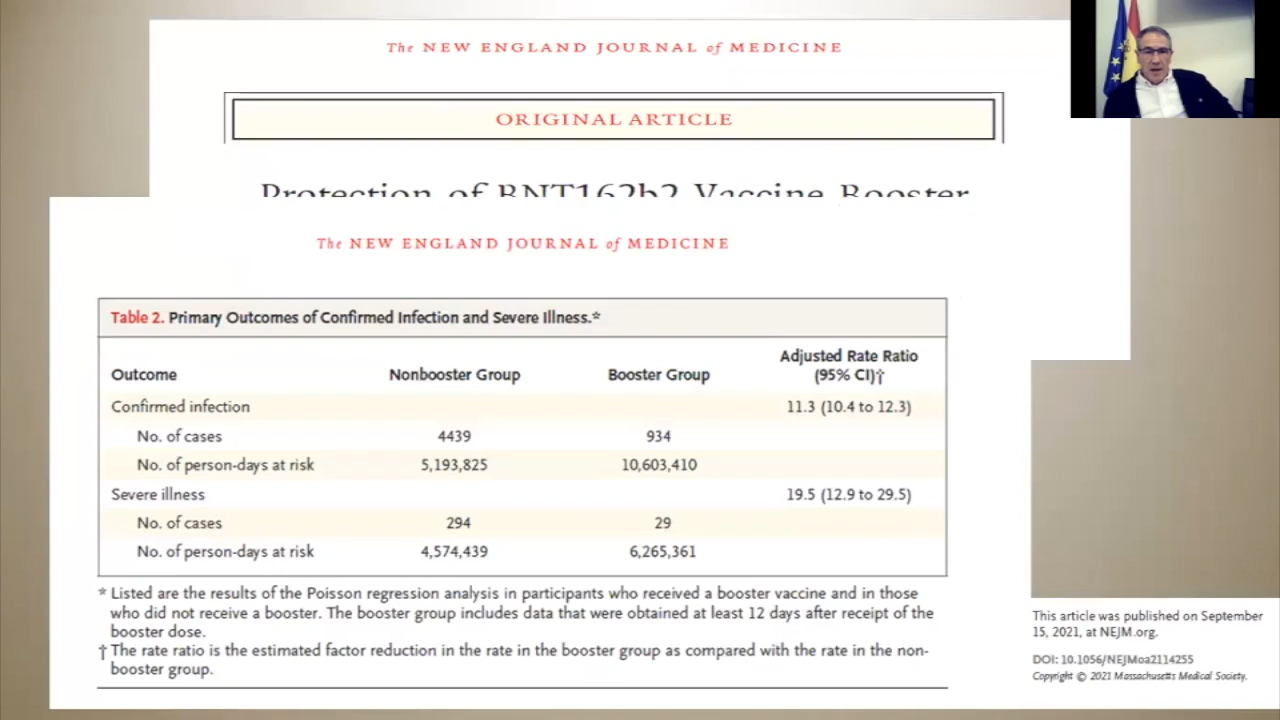 The NEW ENGLAND JOURNAL of MEDICINE
ORIGINAL ARTICLE
Protection of BNT162b2 Vaccine Booster
The NEW ENGLAND JOURNAL of MEDICINE
Table 2. Primary Outcomes of Confirmed Infection and Severe Illness.*
Outcome Nonbooster Group Booster Group Adjusted Rate Ratio (95% CI)†
Confirmed infection 11.3 (10.4 to 12.3)
No. of cases 4439 934
No. of person-days at risk 5,193,825 10,603,410
Severe illness 19.5 (12.9 to 29.5)
No. of cases 294 29
No. of person-days at risk 4,574,439 6,265,361
* Listed are the results of the Poisson regression analysis in participants who received a booster vaccine and in those
who did not receive a booster. The booster group includes data that were obtained at least 12 days after receipt of the
booster dose.
† The rate ratio is the estimated factor reduction in the rate in the booster group as compared with the rate in the non-
booster group.
This article was published on September
15, 2021, at NEJM.org.
DOI: 10.1056/NEJMoa2114255
Copyright © 2021 Massachusetts Medical Society.